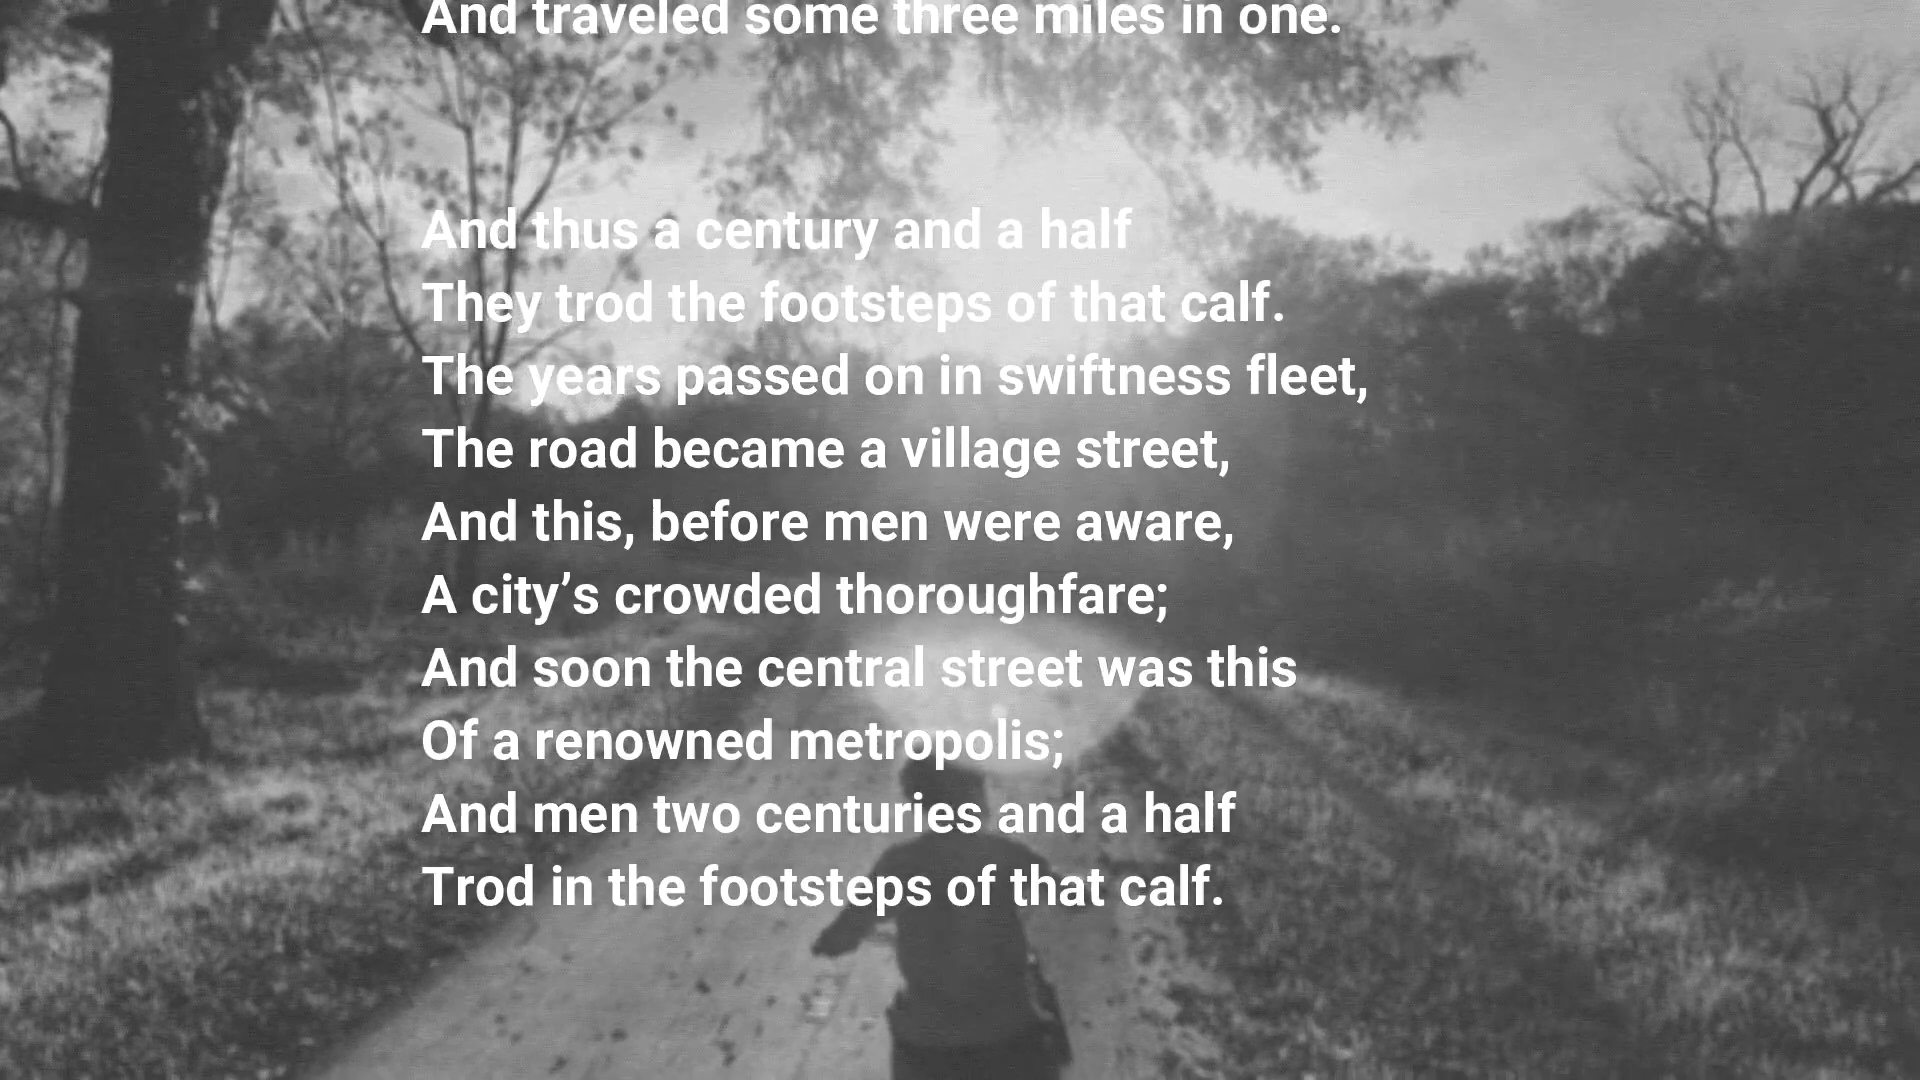 And traveled some three miles in one.
And thus a century and a half
They trod the footsteps of that calf.
The years passed on in swiftness fleet,
The road became a village street,
And this, before men were aware,
A city’s crowded thoroughfare;
And soon the central street was this
Of a renowned metropolis;
And men two centuries and a half
Trod in the footsteps of that calf.